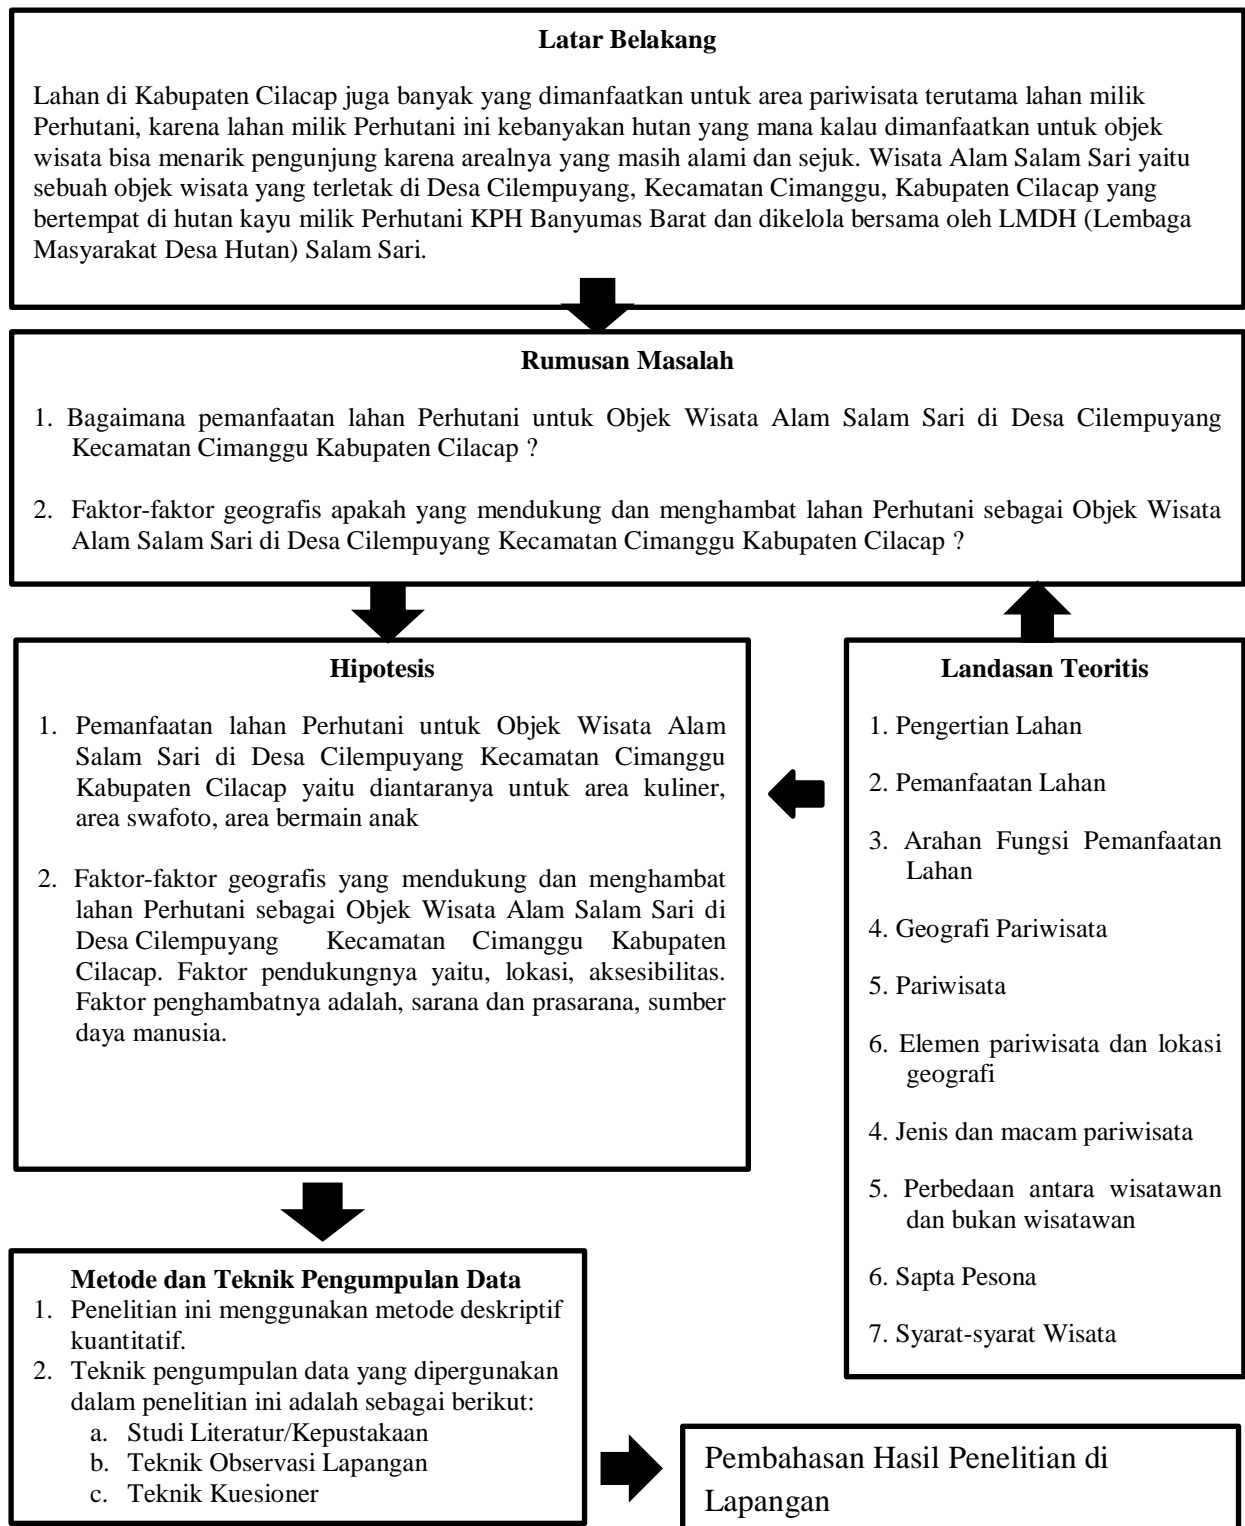 Latar Belakang
Lahan di Kabupaten Cilacap juga banyak yang dimanfaatkan untuk area pariwisata terutama lahan milik
Perhutani, karena lahan milik Perhutani ini kebanyakan hutan yang mana kalau dimanfaatkan untuk objek
wisata bisa menarik pengunjung karena arealnya yang masih alami dan sejuk. Wisata Alam Salam Sari yaitu
sebuah objek wisata yang terletak di Desa Cilempuyang, Kecamatan Cimanggu, Kabupaten Cilacap yang
bertempat di hutan kayu milik Perhutani KPH Banyumas Barat dan dikelola bersama oleh LMDH (Lembaga
Masyarakat Desa Hutan) Salam Sari.
Rumusan Masalah
1. Bagaimana pemanfaatan lahan Perhutani untuk Objek Wisata Alam Salam Sari di Desa Cilempuyang
Kecamatan Cimanggu Kabupaten Cilacap ?
2. Faktor-faktor geografis apakah yang mendukung dan menghambat lahan Perhutani sebagai Objek Wisata
Alam Salam Sari di Desa Cilempuyang Kecamatan Cimanggu Kabupaten Cilacap ?
Hipotesis
1. Pemanfaatan lahan Perhutani untuk Objek Wisata Alam
Salam Sari di Desa Cilempuyang Kecamatan Cimanggu
Kabupaten Cilacap yaitu diantaranya untuk area kuliner,
area swafoto, area bermain anak
2. Faktor-faktor geografis yang mendukung dan menghambat
lahan Perhutani sebagai Objek Wisata Alam Salam Sari di
Desa Cilempuyang Kecamatan Cimanggu Kabupaten
Cilacap. Faktor pendukungnya yaitu, lokasi, aksesibilitas.
Faktor penghambatnya adalah, sarana dan prasarana, sumber
daya manusia.
Landasan Teoritis
1. Pengertian Lahan
2. Pemanfaatan Lahan
3. Arahan Fungsi Pemanfaatan
Lahan
4. Geografi Pariwisata
5. Pariwisata
6. Elemen pariwisata dan lokasi
geografi
4. Jenis dan macam pariwisata
5. Perbedaan antara wisatawan
dan bukan wisatawan
6. Sapta Pesona
7. Syarat-syarat Wisata
Metode dan Teknik Pengumpulan Data
1. Penelitian ini menggunakan metode deskriptif
kuantitatif.
2. Teknik pengumpulan data yang dipergunakan
dalam penelitian ini adalah sebagai berikut:
a. Studi Literatur/Kepustakaan
b. Teknik Observasi Lapangan
c. Teknik Kuesioner
Pembahasan Hasil Penelitian di
Lapangan